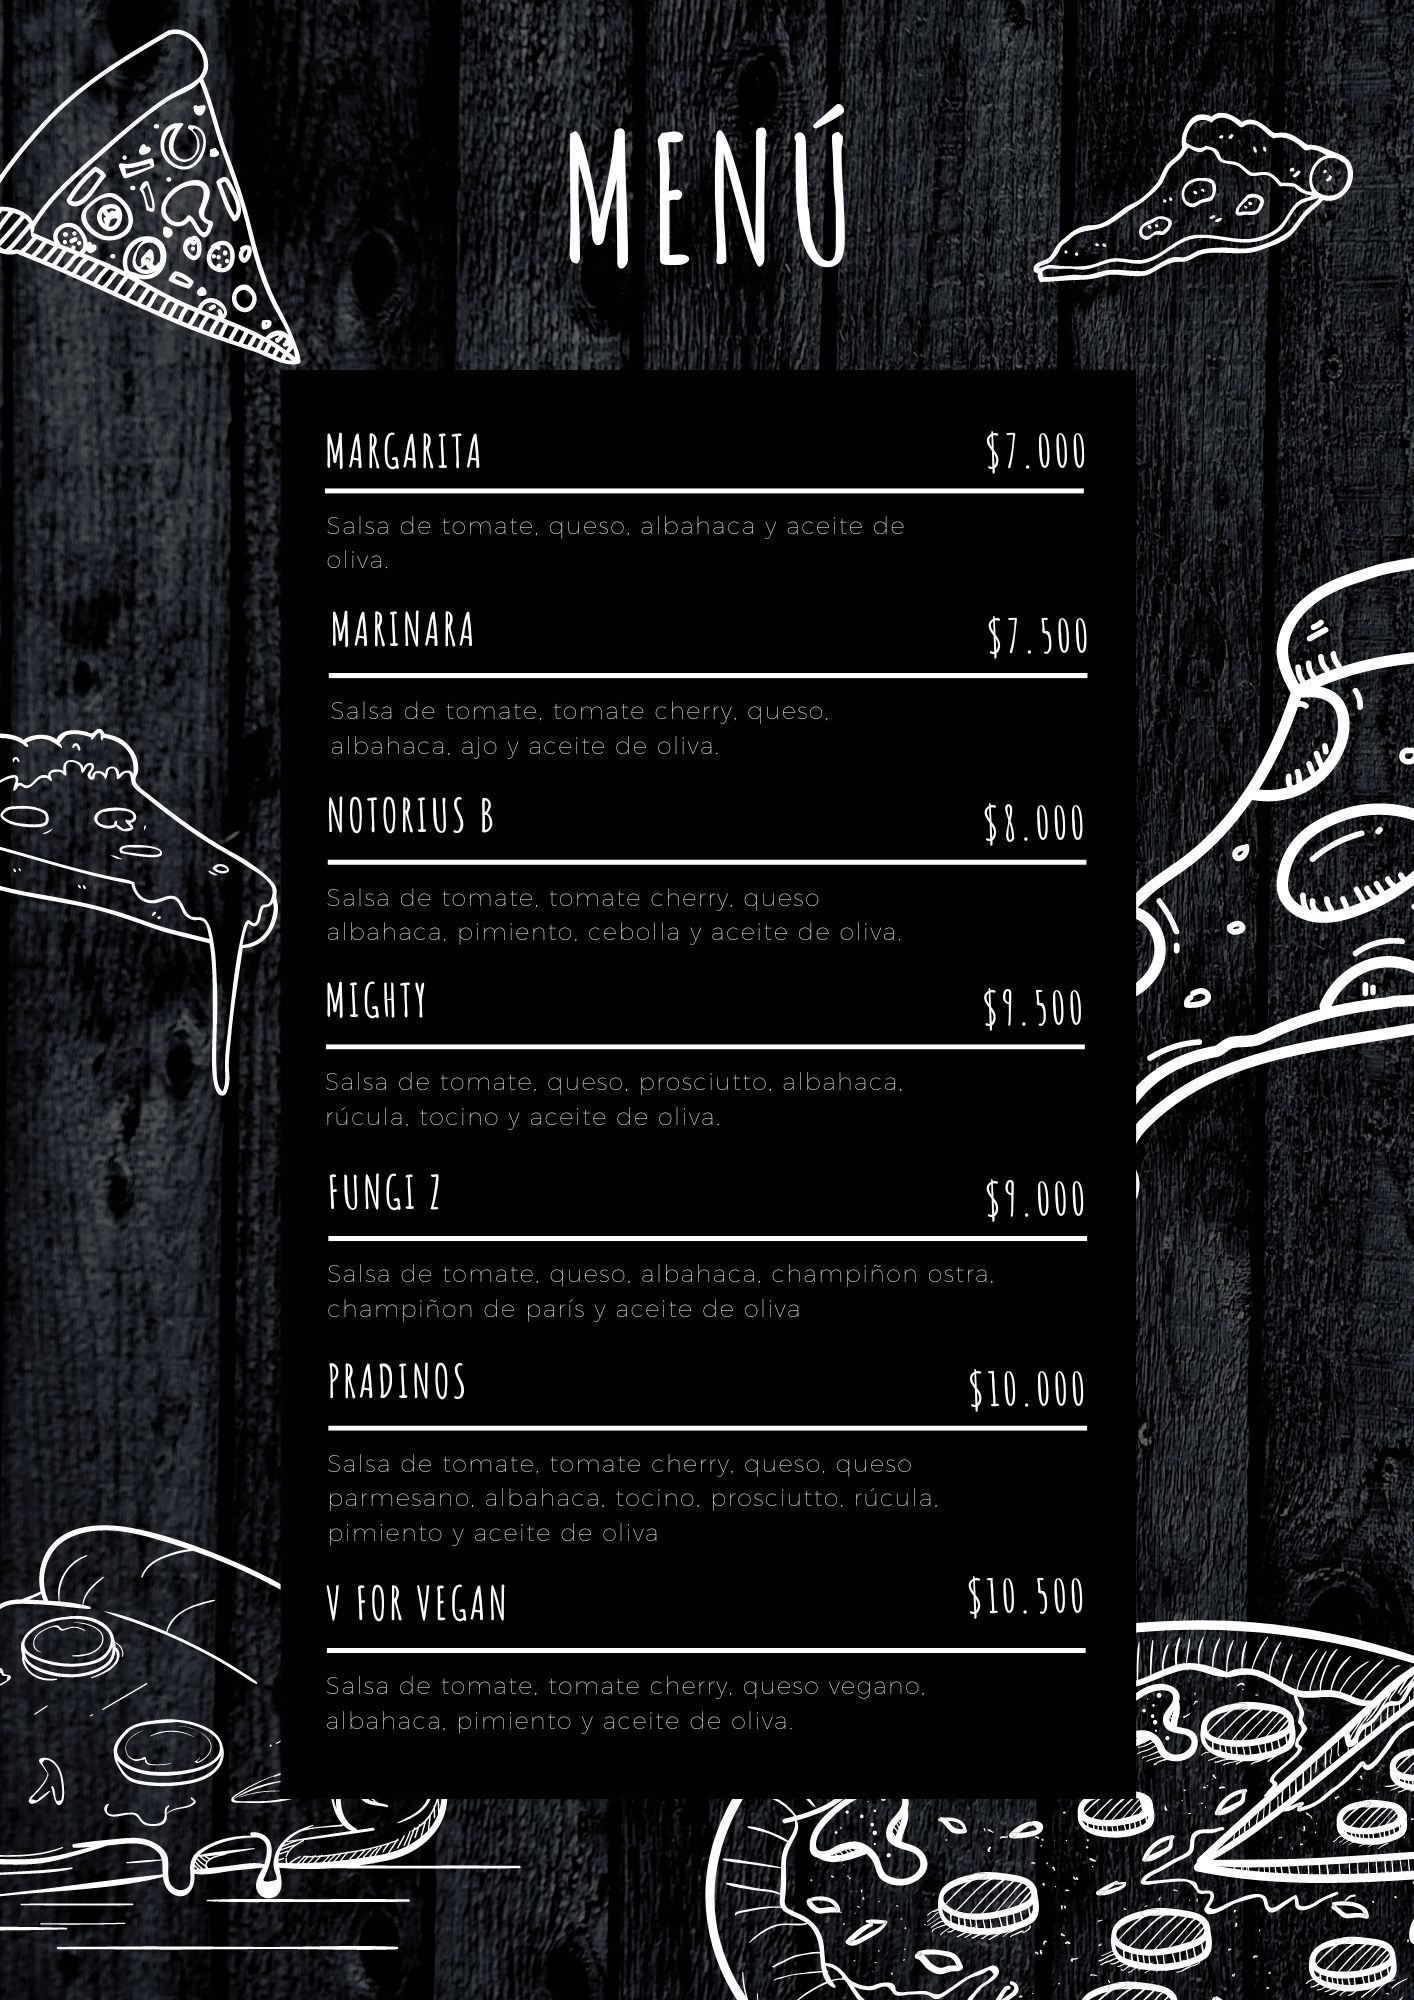 MENÚ
MARGARITA $7.000
Salsa de tomate, queso, albahaca y aceite de
oliva.
MARINARA $7.500
Salsa de tomate, tomate cherry, queso,
albahaca, ajo y aceite de oliva.
NOTORIUS B $8.000
Salsa de tomate, tomate cherry, queso
albahaca, pimiento, cebolla y aceite de oliva.
MIGHTY $9.500
Salsa de tomate, queso, prosciutto, albahaca,
rúcula, tocino y aceite de oliva.
FUNGI Z $9.000
Salsa de tomate, queso, albahaca, champiñon ostra,
champiñon de parís y aceite de oliva
PRADINOS $10.000
Salsa de tomate, tomate cherry, queso, queso
parmesano, albahaca, tocino, prosciutto, rúcula,
pimiento y aceite de oliva
V FOR VEGAN $10.500
Salsa de tomate, tomate cherry, queso vegano,
albahaca, pimiento y aceite de oliva.